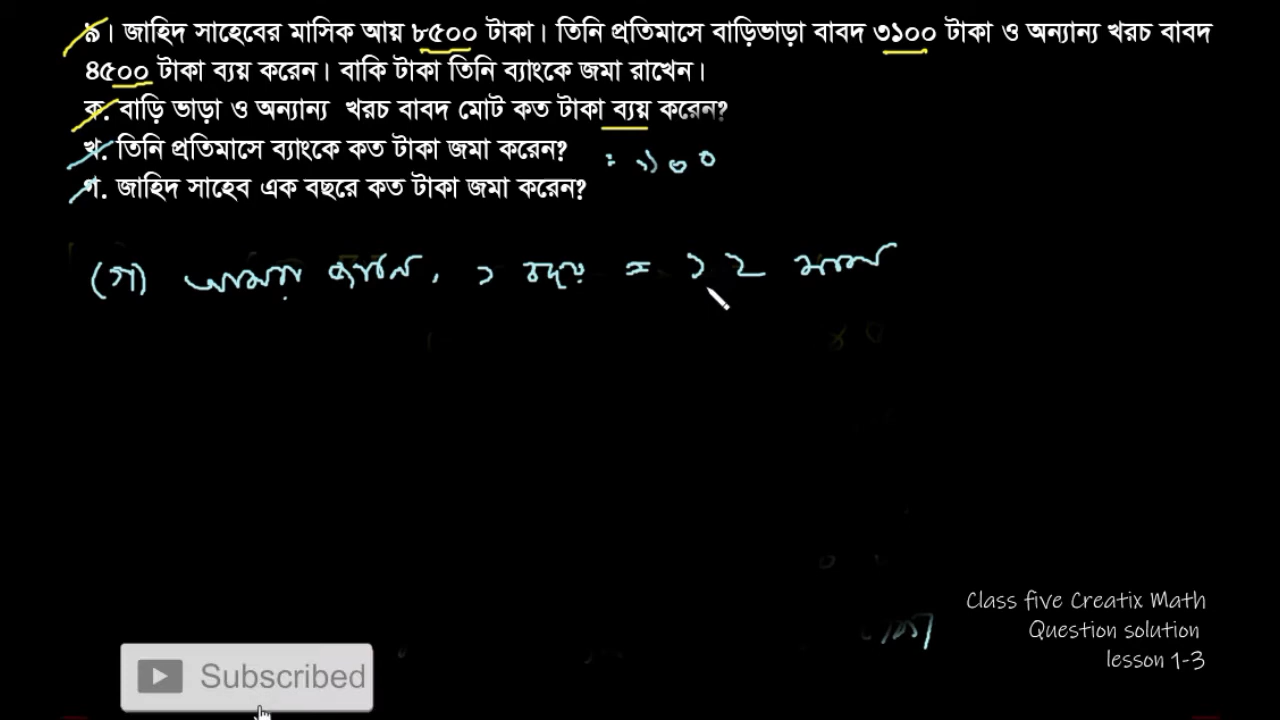 ৯। জাহিদ সাহেবের মাসিক আয় ৮৫০০ টাকা। তিনি প্রতিমাসে বাড়িভাড়া বাবদ ৩১০০ টাকা ও অন্যান্য খরচ বাবদ
৪৫০০ টাকা ব্যয় করেন। বাকি টাকা তিনি ব্যাংকে জমা রাখেন।
ক. বাড়ি ভাড়া ও অন্যান্য খরচ বাবদ মোট কত টাকা ব্যয় করেন?
খ. তিনি প্রতিমাসে ব্যাংকে কত টাকা জমা করেন? = ৯০০
গ. জাহিদ সাহেব এক বছরে কত টাকা জমা করেন?
(গ) আমরা জানি, ১ বছর = ১২ মাস
Class five Creatix Math
Question solution
lesson 1-3
Subscribed